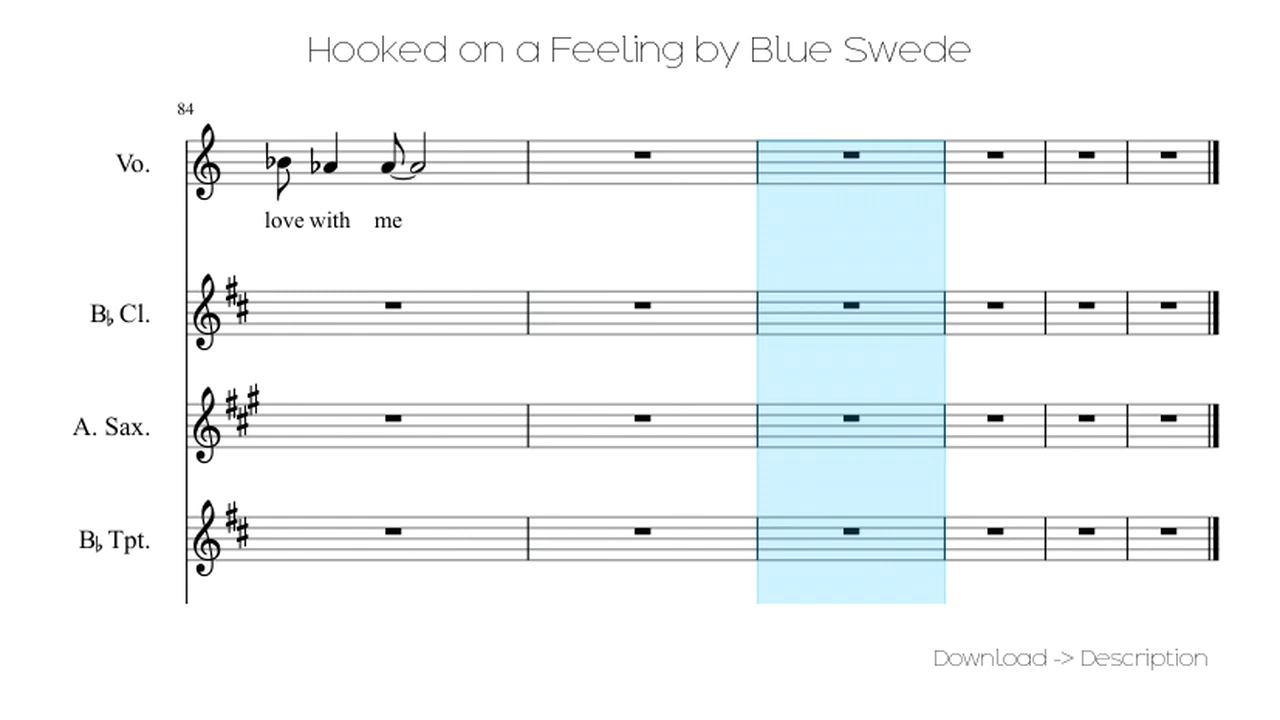 Hooked on a Feeling by Blue Swede
84
Vo.
love with me
B♭ Cl.
A. Sax.
B♭ Tpt.
Download -> Description